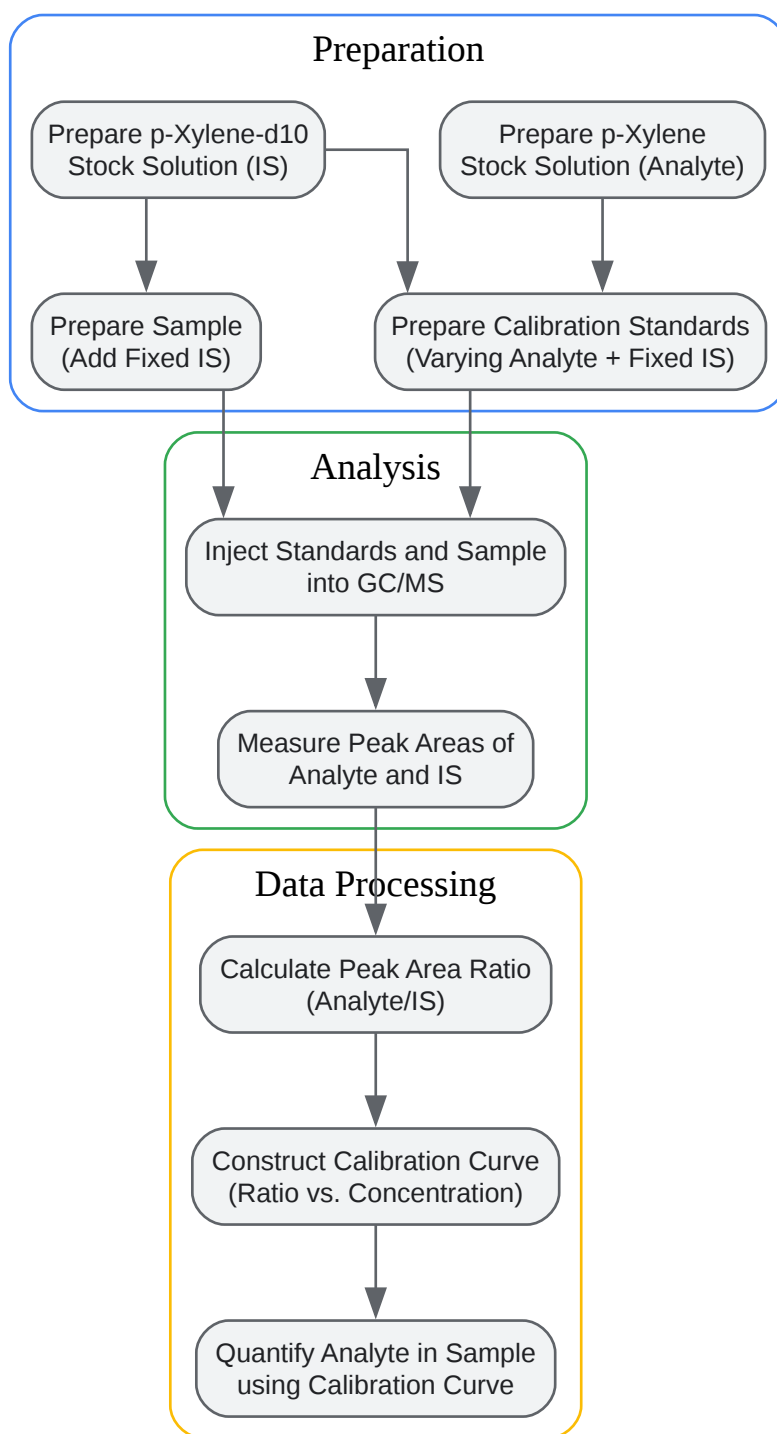 Preparation
Prepare p-Xylene-d10
Stock Solution (IS)
Prepare p-Xylene
Stock Solution (Analyte)
Prepare Sample
(Add Fixed IS)
Prepare Calibration Standards
(Varying Analyte + Fixed IS)
Analysis
Inject Standards and Sample
into GC/MS
Measure Peak Areas of
Analyte and IS
Data Processing
Calculate Peak Area Ratio
(Analyte/IS)
Construct Calibration Curve
(Ratio vs. Concentration)
Quantify Analyte in Sample
using Calibration Curve